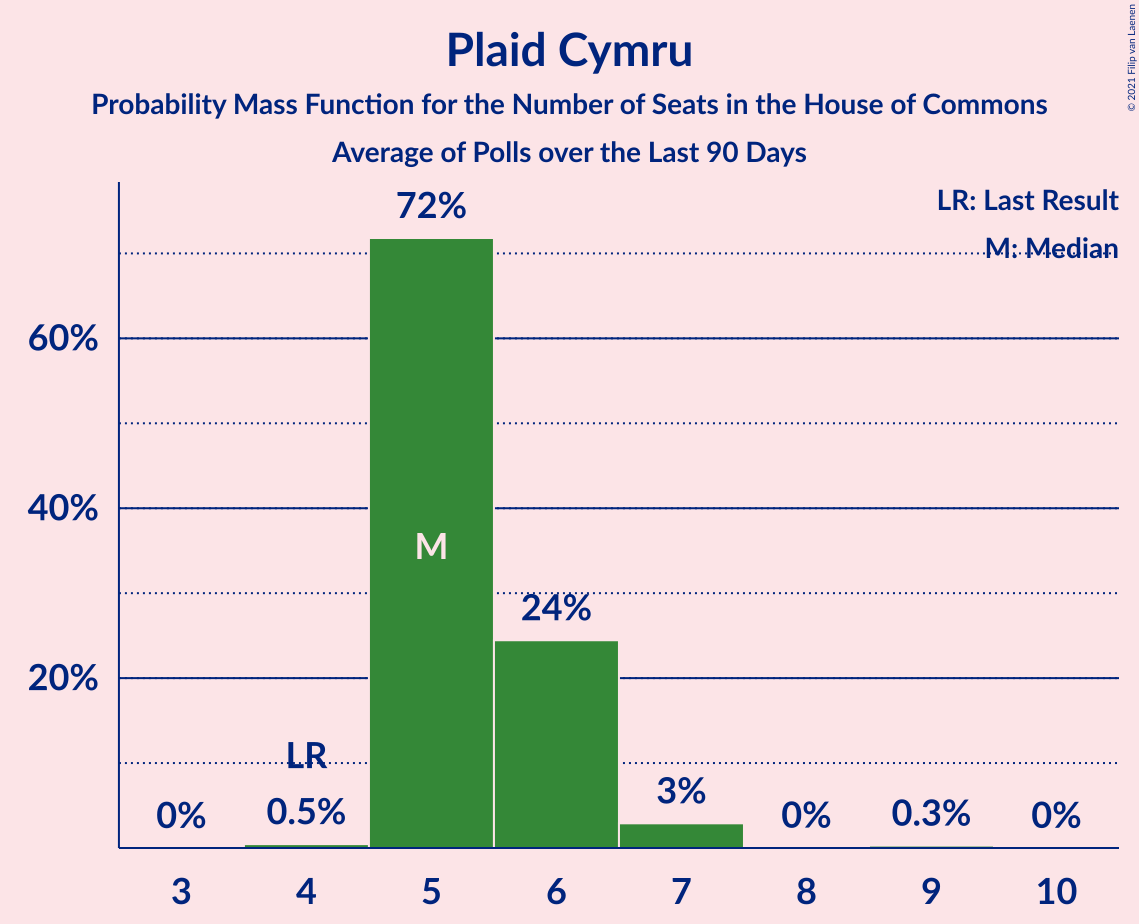 Plaid Cymru
Probability Mass Function for the Number of Seats in the House of Commons
Average of Polls over the Last 90 Days
© 2021 Filip van Laenen
LR: Last Result
M: Median
72%
60%
40%
M
24%
20%
LR
0%
0.5%
3%
0%
0.3%
0%
3 4 5 6 7 8 9 10